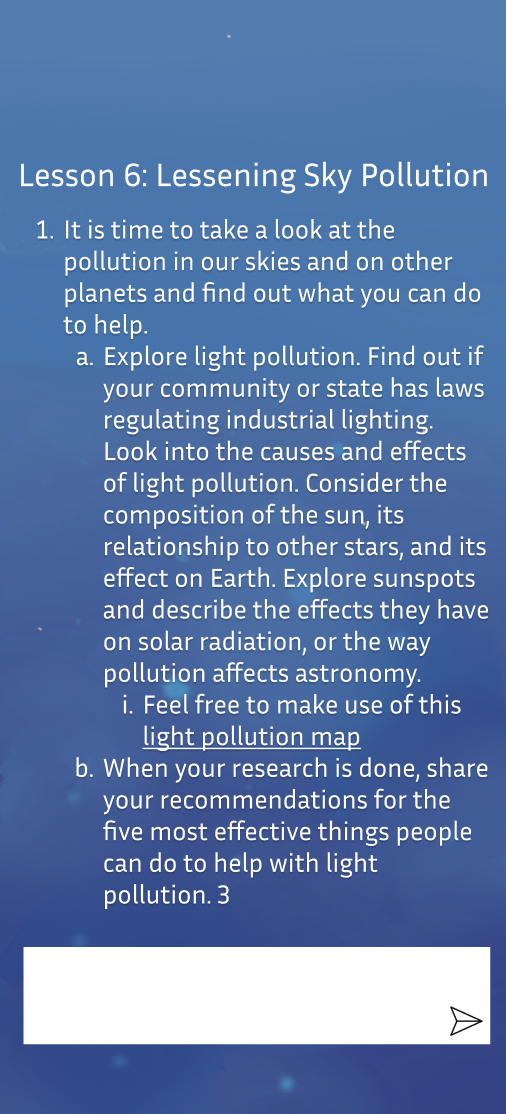 Lesson 6: Lessening Sky Pollution
1. It is time to take a look at the
pollution in our skies and on other
planets and find out what you can do
to help.
a. Explore light pollution. Find out if
your community or state has laws
regulating industrial lighting.
Look into the causes and effects
of light pollution. Consider the
composition of the sun, its
relationship to other stars, and its
effect on Earth. Explore sunspots
and describe the effects they have
on solar radiation, or the way
pollution affects astronomy.
i. Feel free to make use of this
light pollution map
b. When your research is done, share
your recommendations for the
five most effective things people
can do to help with light
pollution. 3